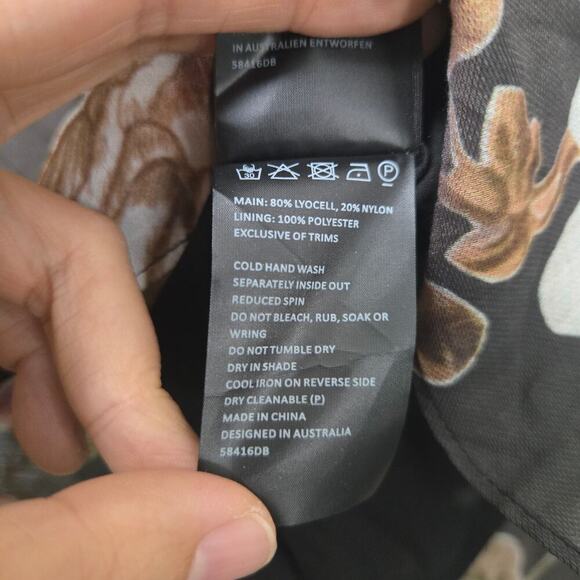 IN AUSTRALIEN ENTWORFEN
58416DB
30
P
MAIN: 80% LYOCELL, 20% NYLON
LINING: 100% POLYESTER
EXCLUSIVE OF TRIMS
COLD HAND WASH
SEPARATELY INSIDE OUT
REDUCED SPIN
DO NOT BLEACH, RUB, SOAK OR
WRING
DO NOT TUMBLE DRY
DRY IN SHADE
COOL IRON ON REVERSE SIDE
DRY CLEANABLE (P)
MADE IN CHINA
DESIGNED IN AUSTRALIA
58416DB